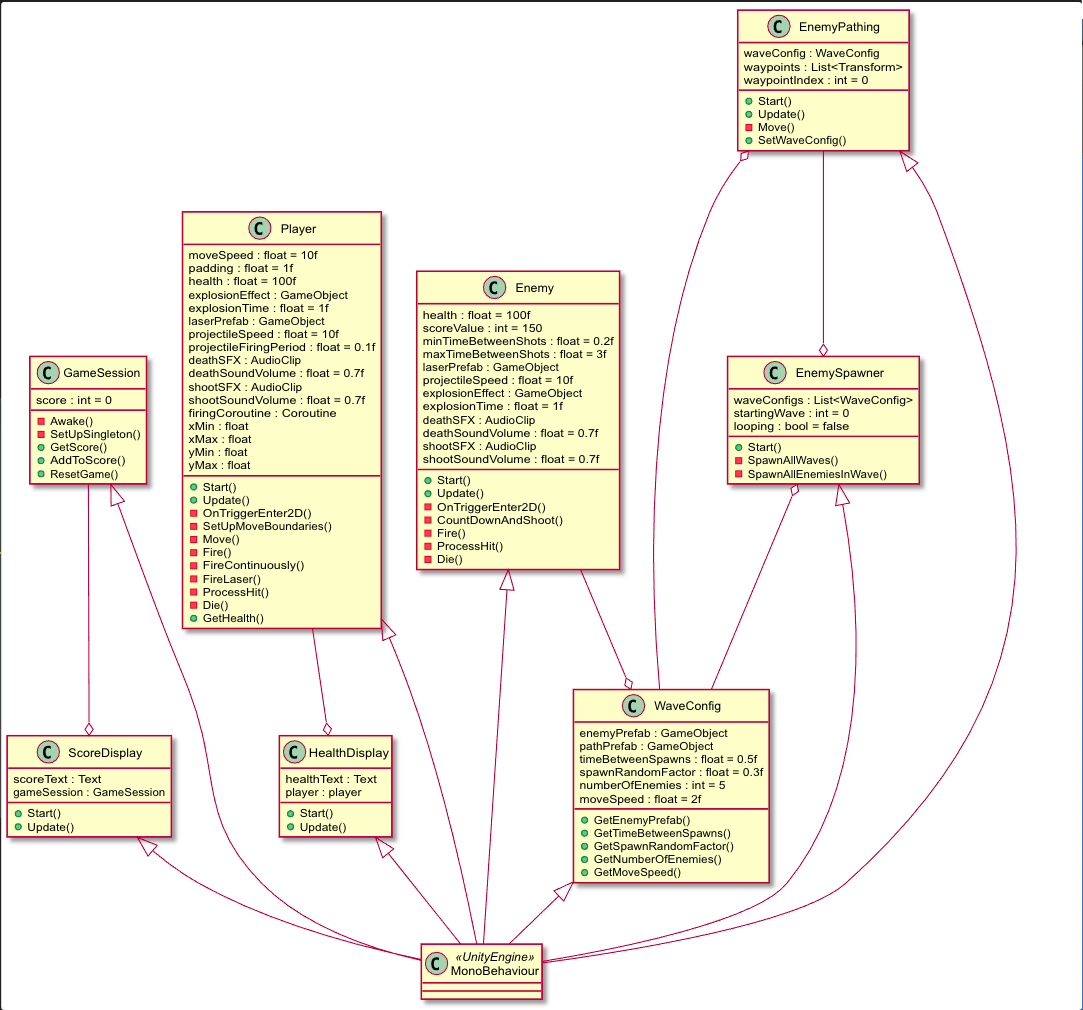 EnemyPathing
waveConfig : WaveConfig
waypoints : List<Transform>
waypointIndex : int = 0
Start()
Update()
Move()
SetWaveConfig()
Player
moveSpeed : float = 10f
padding : float = 1f
health : float = 100f
explosionEffect : GameObject
explosionTime : float = 1f
laserPrefab : GameObject
projectileSpeed : float = 10f
projectileFiringPeriod : float = 0.1f
deathSFX : AudioClip
deathSoundVolume : float = 0.7f
shootSFX : AudioClip
shootSoundVolume : float = 0.7f
firingCoroutine : Coroutine
xMin : float
xMax : float
yMin : float
yMax : float
Start()
Update()
OnTriggerEnter2D()
SetUpMoveBoundaries()
Move()
Fire()
FireContinuously()
FireLaser()
ProcessHit()
Die()
GetHealth()
Enemy
health : float = 100f
scoreValue : int = 150
minTimeBetweenShots : float = 0.2f
maxTimeBetweenShots : float = 3f
laserPrefab : GameObject
projectileSpeed : float = 10f
explosionEffect : GameObject
explosionTime : float = 1f
deathSFX : AudioClip
deathSoundVolume : float = 0.7f
shootSFX : AudioClip
shootSoundVolume : float = 0.7f
Start()
Update()
OnTriggerEnter2D()
CountDownAndShoot()
Fire()
ProcessHit()
Die()
GameSession
score : int = 0
Awake()
SetUpSingleton()
GetScore()
AddToScore()
ResetGame()
EnemySpawner
waveConfigs : List<WaveConfig>
startingWave : int = 0
looping : bool = false
Start()
SpawnAllWaves()
SpawnAllEnemiesInWave()
ScoreDisplay
scoreText : Text
gameSession : GameSession
Start()
Update()
HealthDisplay
healthText : Text
player : player
Start()
Update()
WaveConfig
enemyPrefab : GameObject
pathPrefab : GameObject
timeBetweenSpawns : float = 0.5f
spawnRandomFactor : float = 0.3f
numberOfEnemies : int = 5
moveSpeed : float = 2f
GetEnemyPrefab()
GetTimeBetweenSpawns()
GetSpawnRandomFactor()
GetNumberOfEnemies()
GetMoveSpeed()
«UnityEngine»
MonoBehaviour